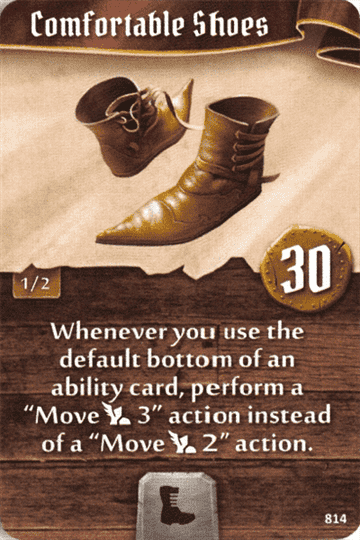 Comfortable Shoes
30
1/2
Whenever you use the
default bottom of an
ability card, perform a
“Move 3” action instead
of a “Move 2” action.
814